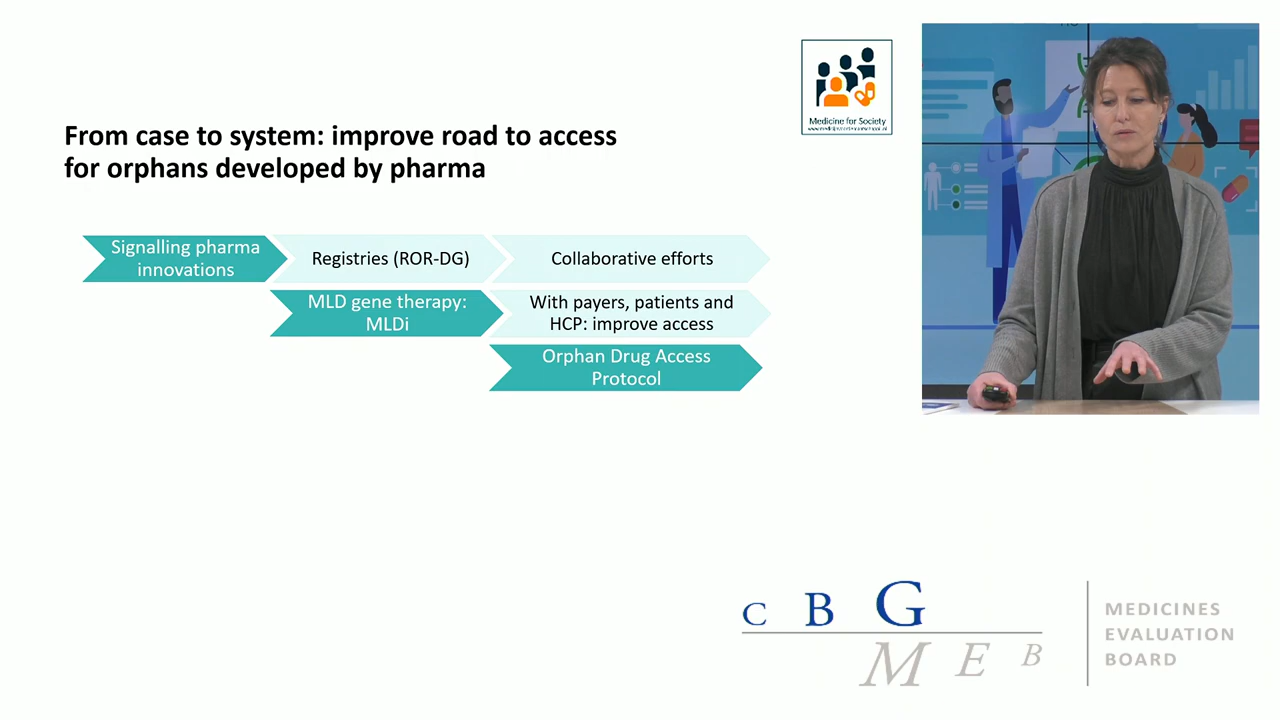 From case to system: improve road to access
for orphans developed by pharma
Signalling pharma
innovations
Registries (ROR-DG)
Collaborative efforts
MLD gene therapy:
MLDi
With payers, patients and
HCP: improve access
Orphan Drug Access
Protocol
Medicine for Society
C B G
M E B
MEDICINES
EVALUATION
BOARD